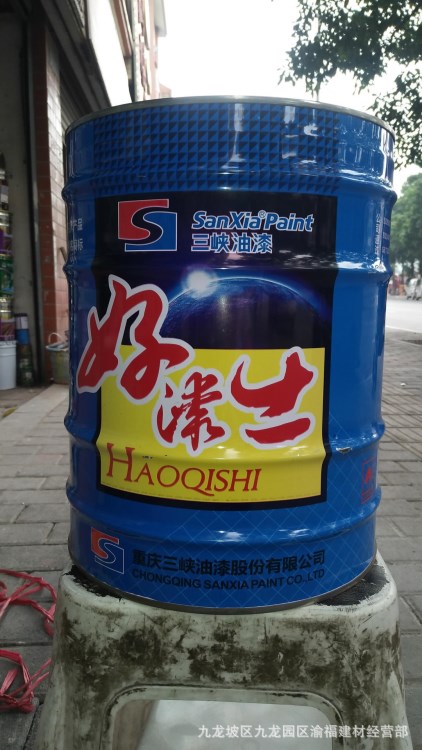 SanXia®Paint
三峡油漆
好漆士
HAOQISHI
重庆三峡油漆股份有限公司
CHONGQING SANXIA PAINT CO.,LTD
九龙坡区九龙园区渝福建材经营部